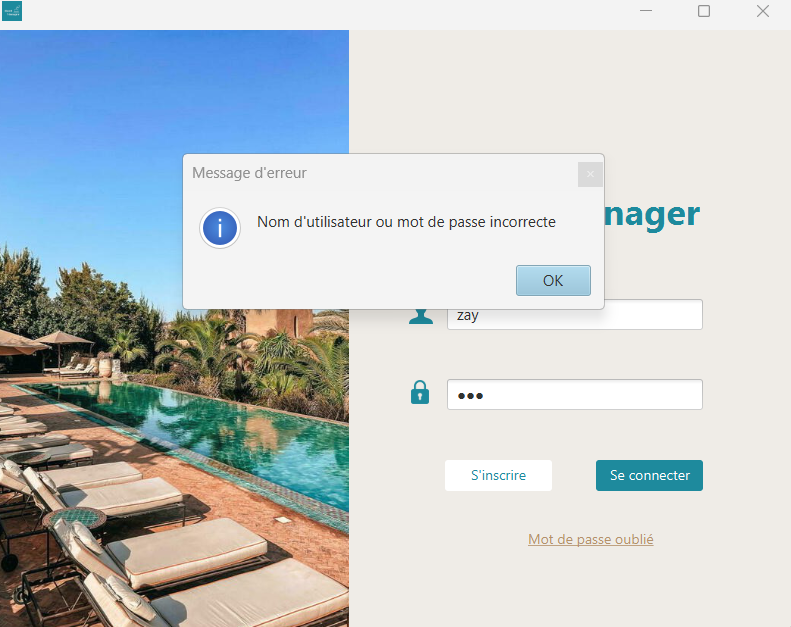 Message d'erreur
Nom d'utilisateur ou mot de passe incorrecte
OK
nager
zay
S'inscrire
Se connecter
Mot de passe oublié